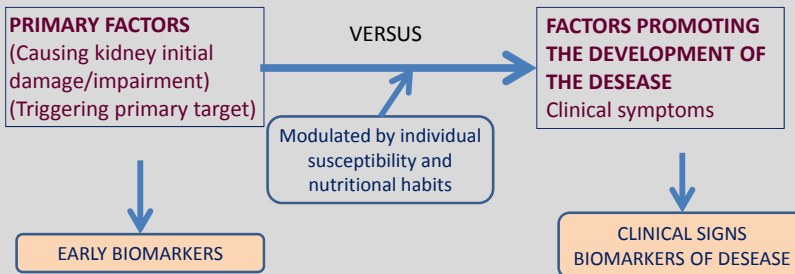 PRIMARY FACTORS
(Causing kidney initial
damage/impairment)
(Triggering primary target)
VERSUS
FACTORS PROMOTING
THE DEVELOPMENT OF
THE DESEASE
Clinical symptoms
Modulated by individual
susceptibility and
nutritional habits
EARLY BIOMARKERS
CLINICAL SIGNS
BIOMARKERS OF DESEASE